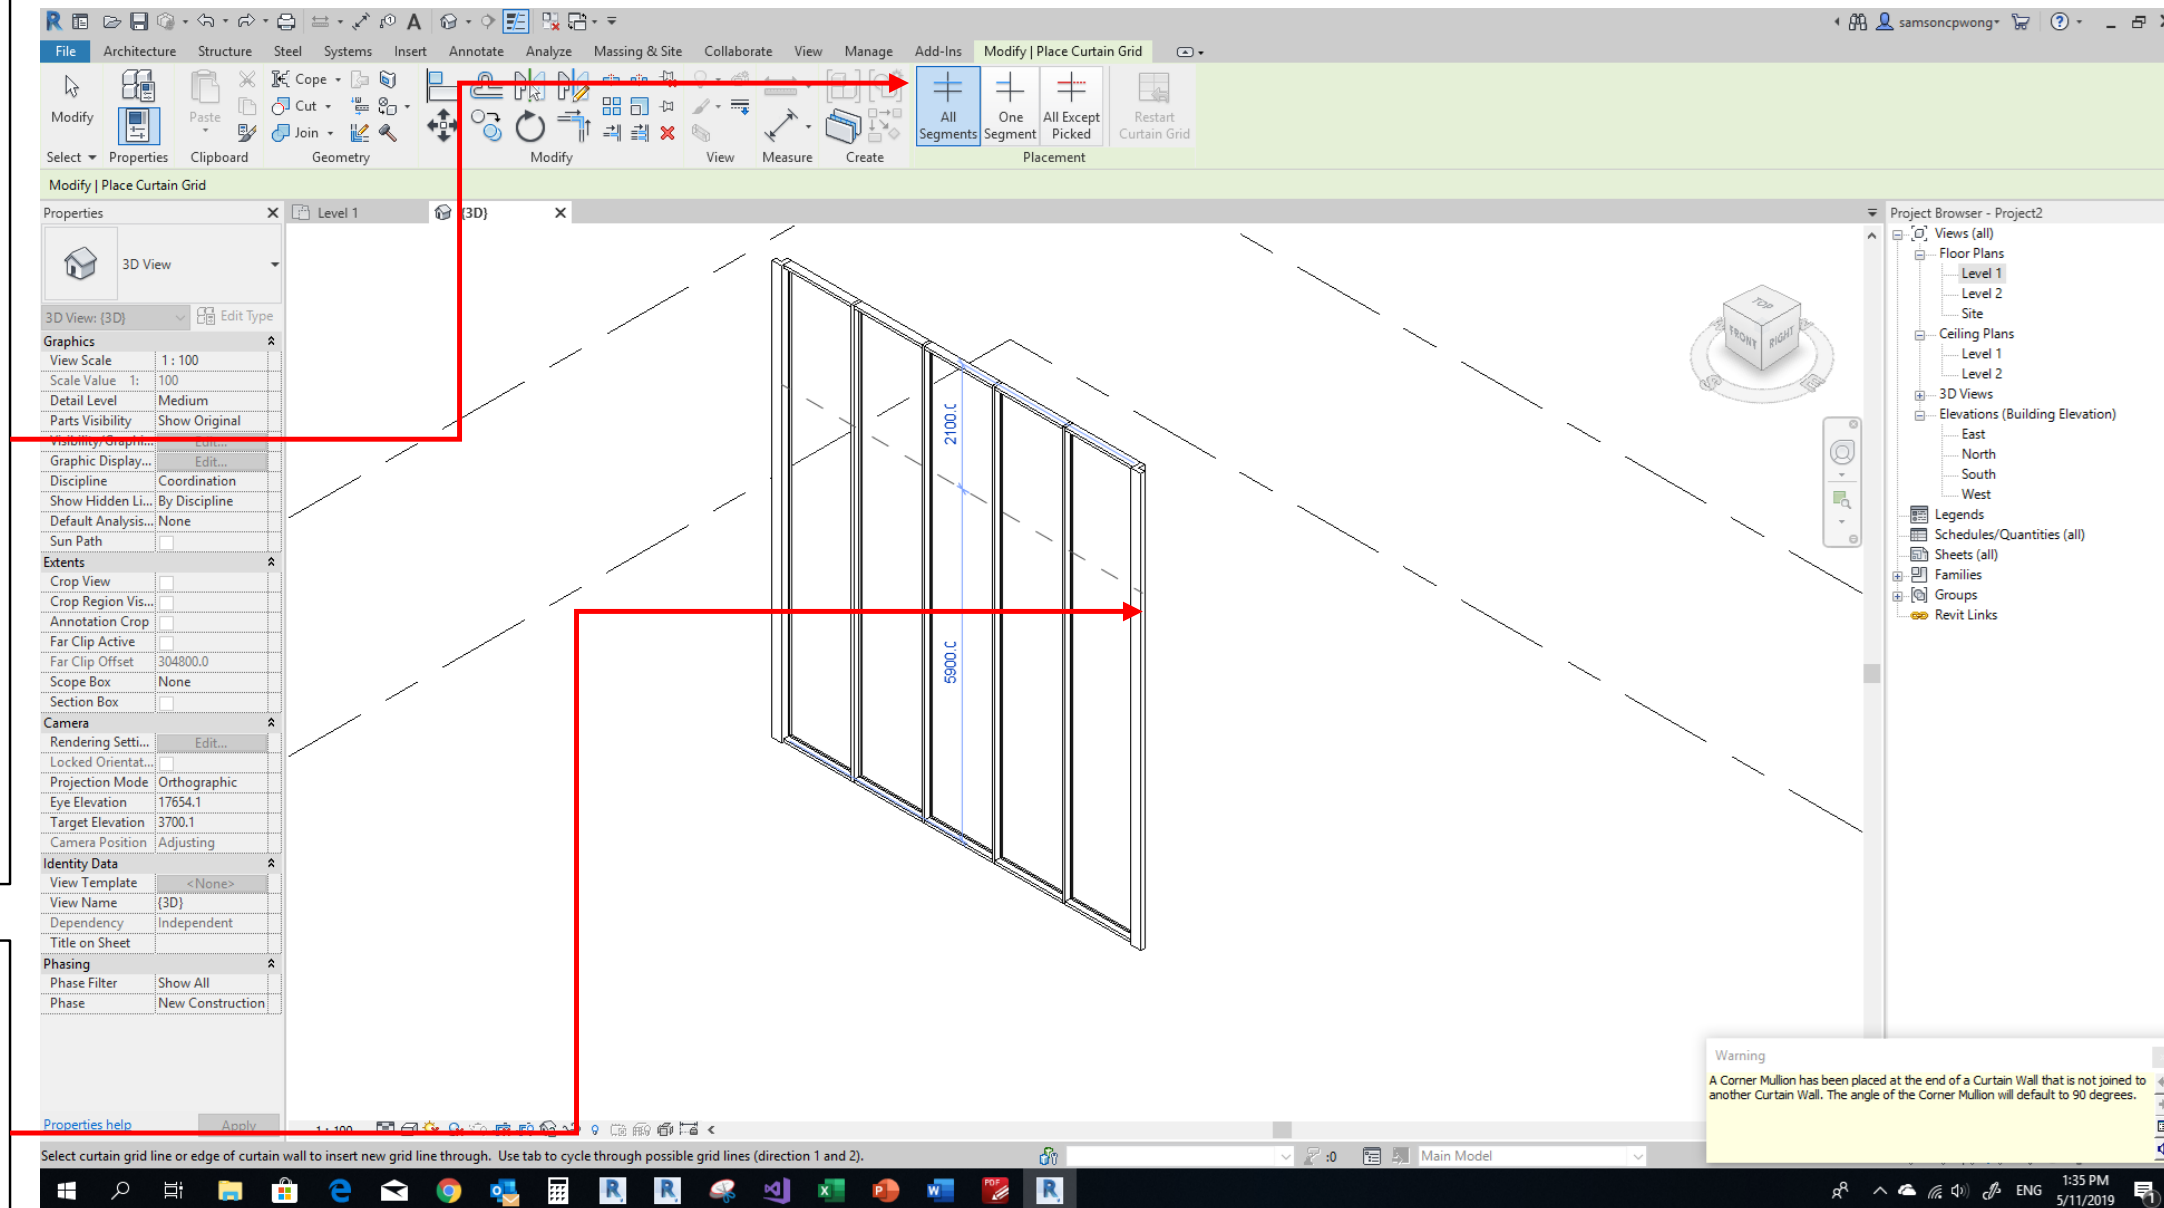 samsoncpwong
File Architecture Structure Steel Systems Insert Annotate Analyze Massing & Site Collaborate View Manage Add-Ins Modify | Place Curtain Grid
Modify
Paste
Cope
Cut
Join
All Segments
One Segment
All Except Picked
Restart Curtain Grid
Select Properties Clipboard Geometry Modify View Measure Create Placement
Modify | Place Curtain Grid
Properties
Level 1
{3D}
3D View
3D View: {3D}
Edit Type
Graphics
View Scale 1 : 100
Scale Value 1: 100
Detail Level Medium
Parts Visibility Show Original
Graphic Display... Edit...
Discipline Coordination
Show Hidden Li... By Discipline
Default Analysis... None
Sun Path
Extents
Crop View
Crop Region Vis...
Annotation Crop
Far Clip Active
Far Clip Offset 304800.0
Scope Box None
Section Box
Camera
Rendering Setti... Edit...
Locked Orientat...
Projection Mode Orthographic
Eye Elevation 17654.1
Target Elevation 3700.1
Camera Position Adjusting
Identity Data
View Template <None>
View Name {3D}
Dependency Independent
Title on Sheet
Phasing
Phase Filter Show All
Phase New Construction
Properties help
Apply
2100.0
5900.0
TOP
FRONT
RIGHT
S
E
Project Browser - Project2
Views (all)
Floor Plans
Level 1
Level 2
Site
Ceiling Plans
Level 1
Level 2
3D Views
Elevations (Building Elevation)
East
North
South
West
Legends
Schedules/Quantities (all)
Sheets (all)
Families
Groups
Revit Links
Warning
A Corner Mullion has been placed at the end of a Curtain Wall that is not joined to
another Curtain Wall. The angle of the Corner Mullion will default to 90 degrees.
1 : 100
Select curtain grid line or edge of curtain wall to insert new grid line through. Use tab to cycle through possible grid lines (direction 1 and 2).
:0
Main Model
ENG
1:35 PM
5/11/2019